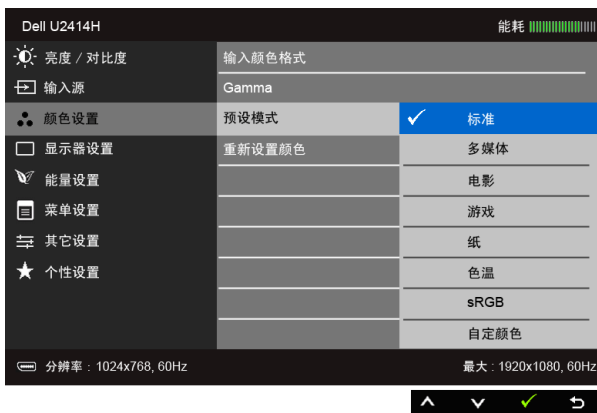 Dell U2414H 能耗
亮度 / 对比度 输入颜色格式
输入源 Gamma
颜色设置 预设模式 标准
显示器设置 重新设置颜色 多媒体
能量设置 电影
菜单设置 游戏
其它设置 纸
个性设置 色温
sRGB
自定颜色
分辨率 : 1024x768, 60Hz 最大 : 1920x1080, 60Hz